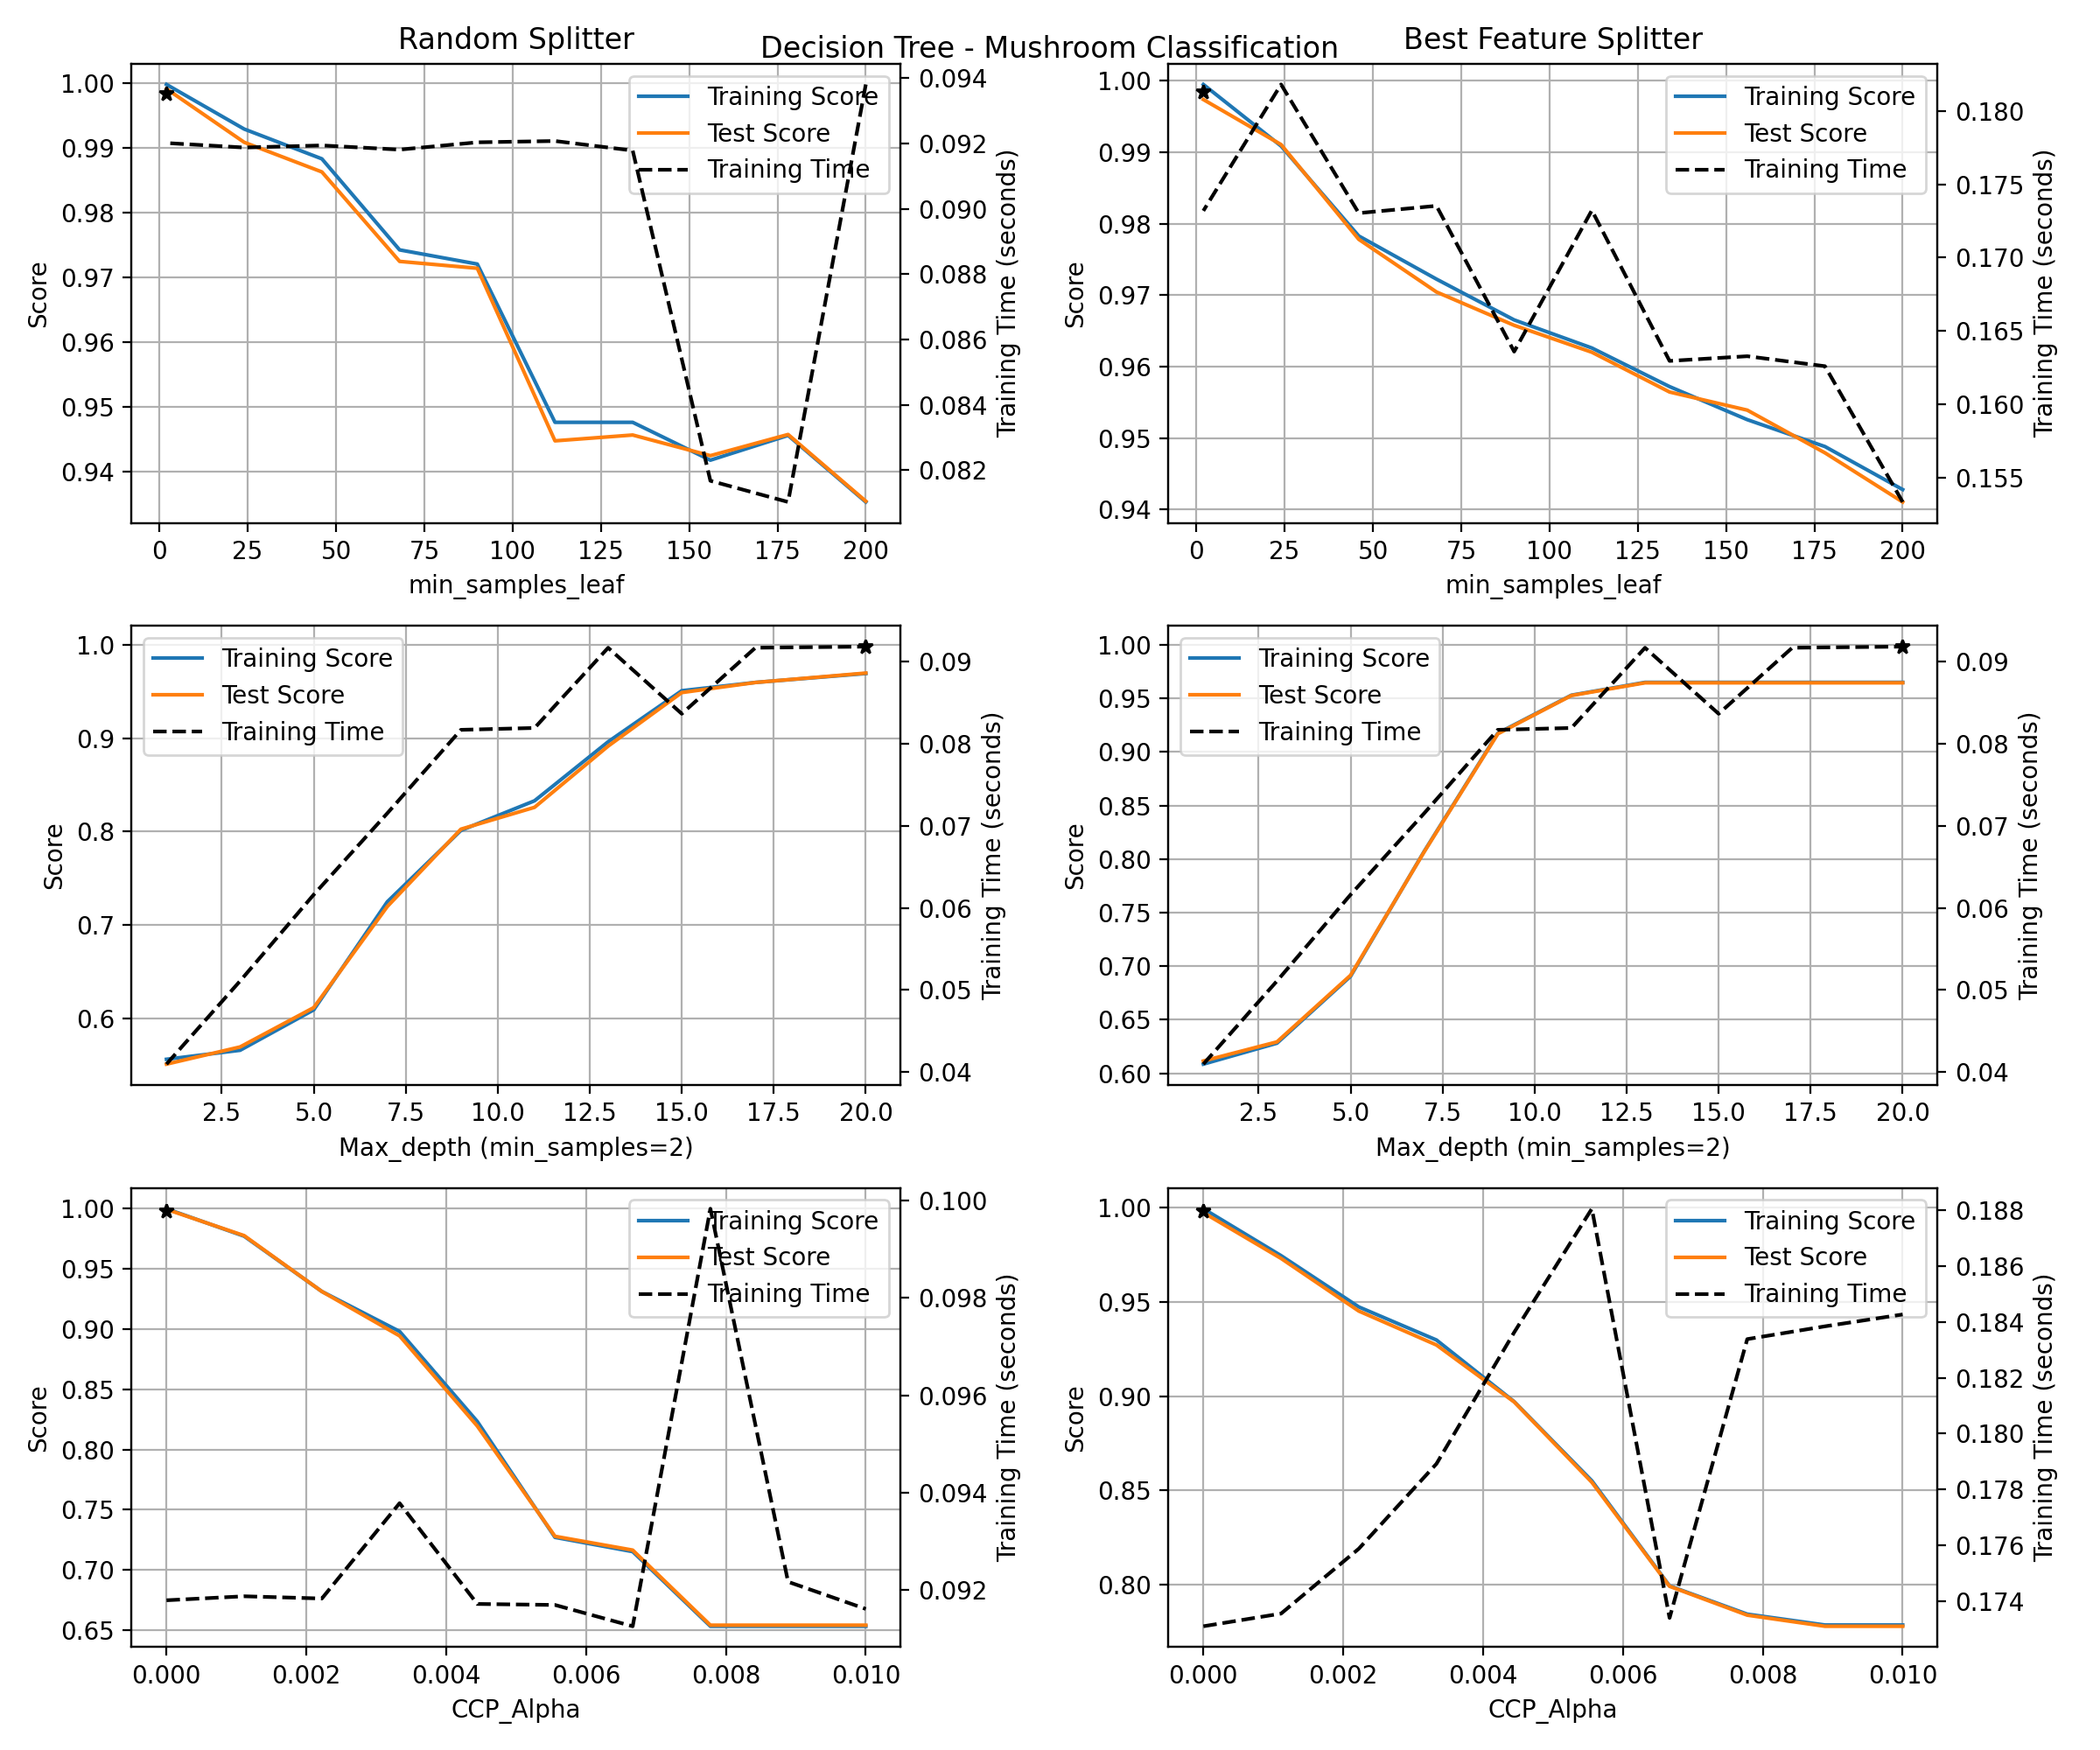 Decision Tree - Mushroom Classification
Random Splitter
Best Feature Splitter
1.00
0.99
0.98
0.97
0.96
0.95
0.94
Score
0.094
0.092
0.090
0.088
0.086
0.084
0.082
Training Time (seconds)
Training Score
Test Score
Training Time
0 25 50 75 100 125 150 175 200
min_samples_leaf
1.00
0.99
0.98
0.97
0.96
0.95
0.94
Score
0.180
0.175
0.170
0.165
0.160
0.155
Training Time (seconds)
Training Score
Test Score
Training Time
0 25 50 75 100 125 150 175 200
min_samples_leaf
1.0
0.9
0.8
0.7
0.6
Score
0.09
0.08
0.07
0.06
0.05
0.04
Training Time (seconds)
Training Score
Test Score
Training Time
2.5 5.0 7.5 10.0 12.5 15.0 17.5 20.0
Max_depth (min_samples=2)
1.00
0.95
0.90
0.85
0.80
0.75
0.70
0.65
0.60
Score
0.09
0.08
0.07
0.06
0.05
0.04
Training Time (seconds)
Training Score
Test Score
Training Time
2.5 5.0 7.5 10.0 12.5 15.0 17.5 20.0
Max_depth (min_samples=2)
1.00
0.95
0.90
0.85
0.80
0.75
0.70
0.65
Score
0.100
0.098
0.096
0.094
0.092
Training Time (seconds)
Training Score
Test Score
Training Time
0.000 0.002 0.004 0.006 0.008 0.010
CCP_Alpha
1.00
0.95
0.90
0.85
0.80
Score
0.188
0.186
0.184
0.182
0.180
0.178
0.176
0.174
Training Time (seconds)
Training Score
Test Score
Training Time
0.000 0.002 0.004 0.006 0.008 0.010
CCP_Alpha